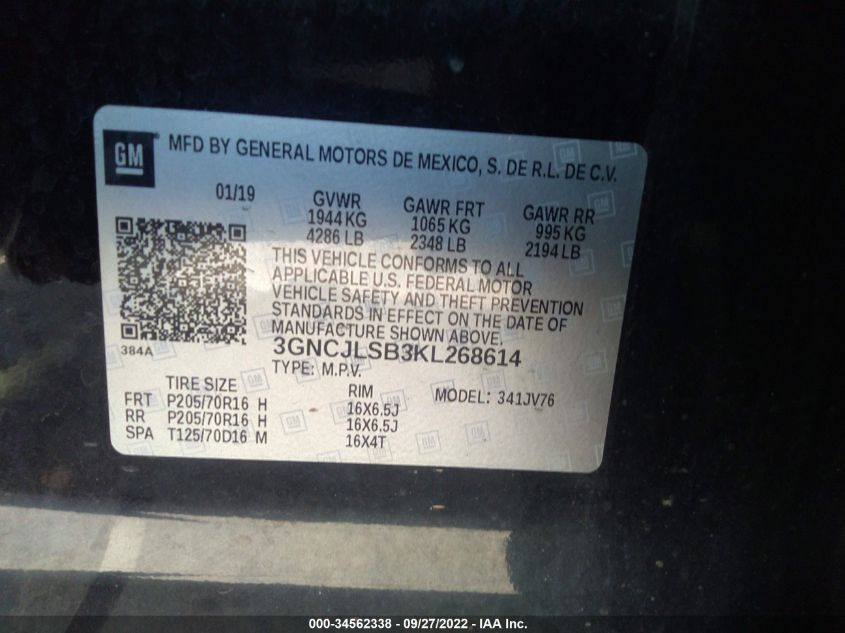 GM
MFD BY GENERAL MOTORS DE MEXICO, S. DE R.L. DE C.V.
01/19 GVWR GAWR FRT GAWR RR
1944 KG 1065 KG 995 KG
4286 LB 2348 LB 2194 LB
THIS VEHICLE CONFORMS TO ALL
APPLICABLE U.S. FEDERAL MOTOR
VEHICLE SAFETY AND THEFT PREVENTION
STANDARDS IN EFFECT ON THE DATE OF
MANUFACTURE SHOWN ABOVE.
384A
3GNCJLSB3KL268614
TYPE: M.P.V.
TIRE SIZE RIM MODEL: 341JV76
FRT P205/70R16 H 16X6.5J
RR P205/70R16 H 16X6.5J
SPA T125/70D16 M 16X4T
000-34562338 - 09/27/2022 - IAA Inc.